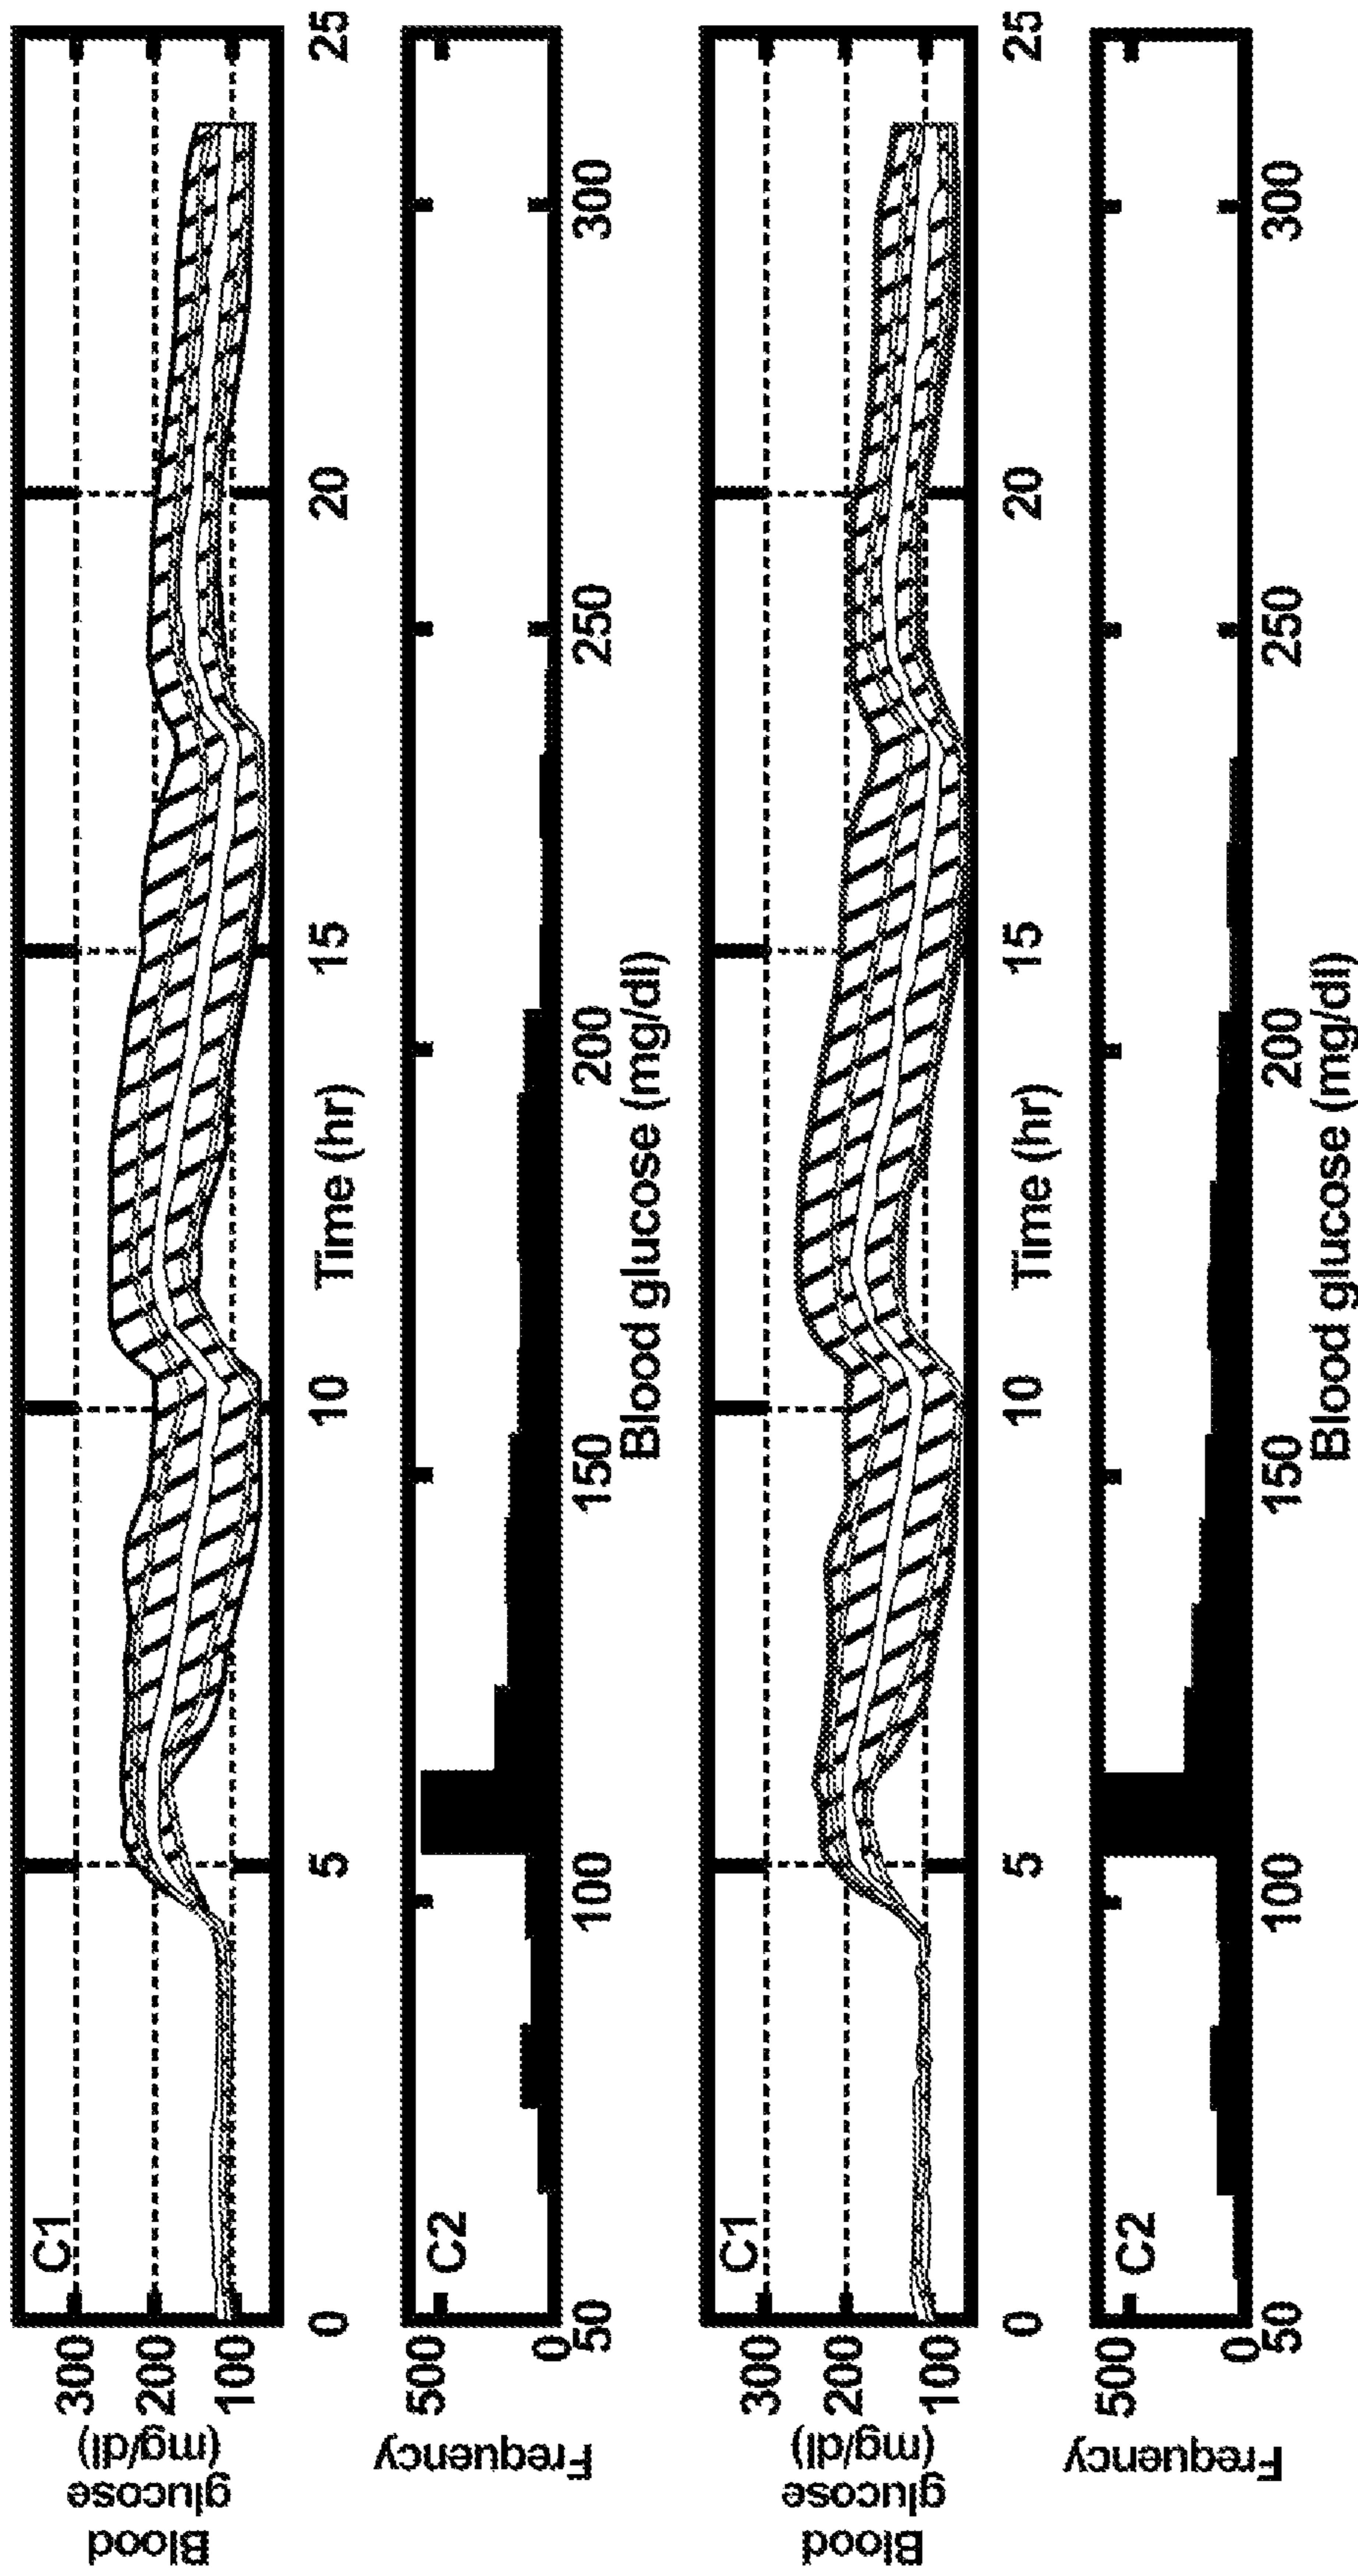 C1
300
200
100
Blood
glucose
(mg/dl)
0 5 10 15 20 25
Time (hr)
C2
500
0
Frequency
50 100 150 200 250 300
Blood glucose (mg/dl)
C1
300
200
100
Blood
glucose
(mg/dl)
0 5 10 15 20 25
Time (hr)
C2
500
0
Frequency
50 100 150 200 250 300
Blood glucose (mg/dl)